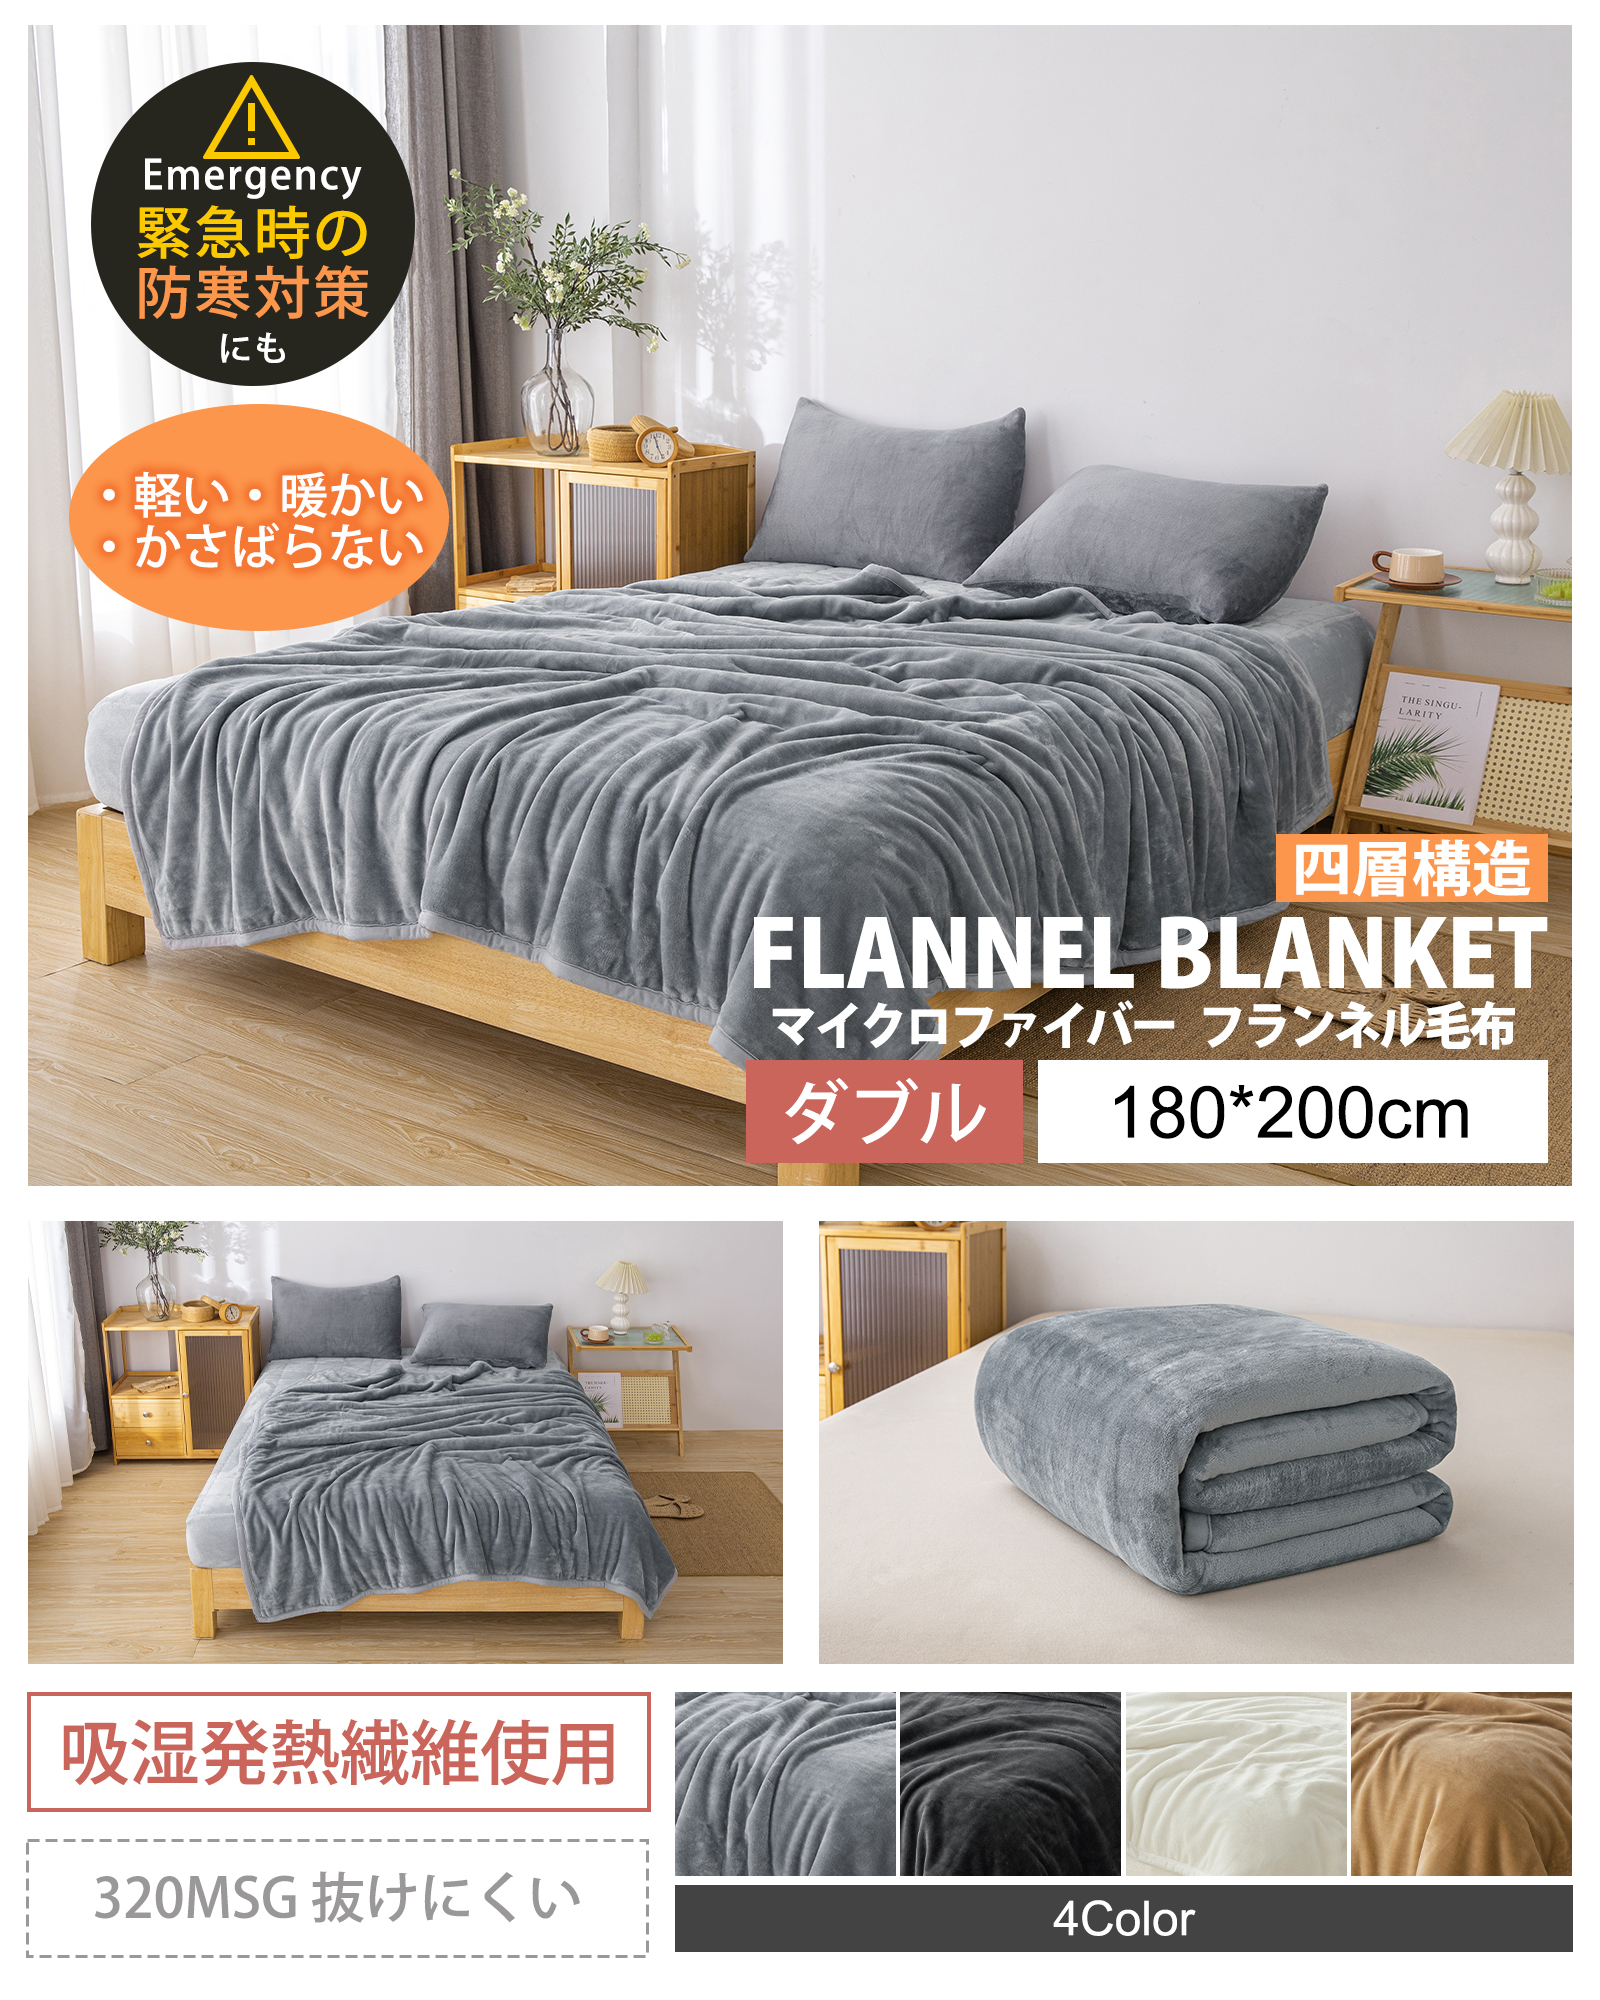 Emergency
緊急時の
防寒対策
にも
・軽い・暖かい
・かさばらない
THE SINGU-
LARITY
四層構造
FLANNEL BLANKET
マイクロファイバー フランネル毛布
ダブル
180*200cm
吸湿発熱繊維使用
320MSG 抜けにくい
4Color